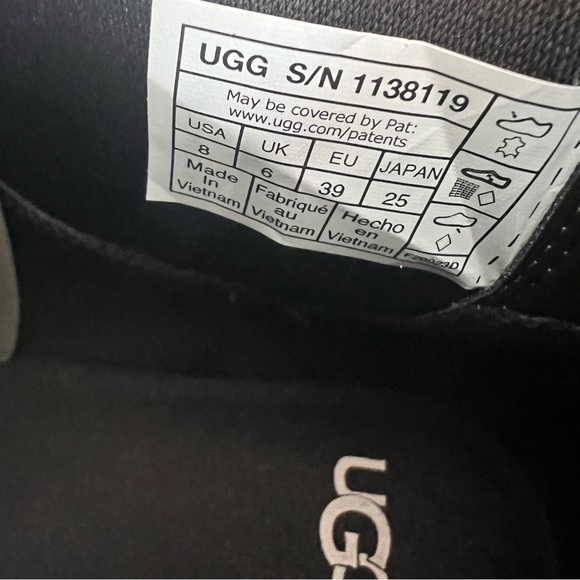 UGG S/N 1138119
May be covered by Pat:
www.ugg.com/patents
USA UK EU JAPAN
8 6 39 25
Made In Vietnam
Fabriqué au Vietnam
Hecho en Vietnam
UGG